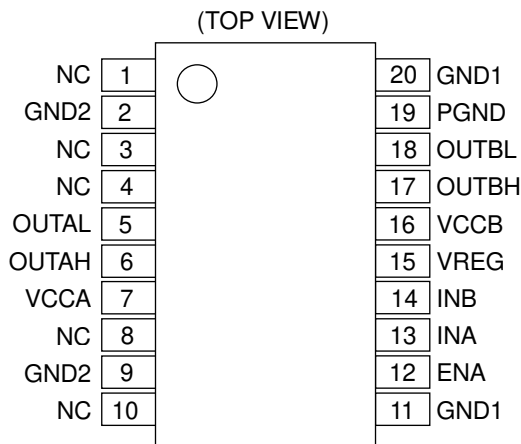 (TOP VIEW)
NC 1 20 GND1
GND2 2 19 PGND
NC 3 18 OUTBL
NC 4 17 OUTBH
OUTAL 5 16 VCCB
OUTAH 6 15 VREG
VCCA 7 14 INB
NC 8 13 INA
GND2 9 12 ENA
NC 10 11 GND1